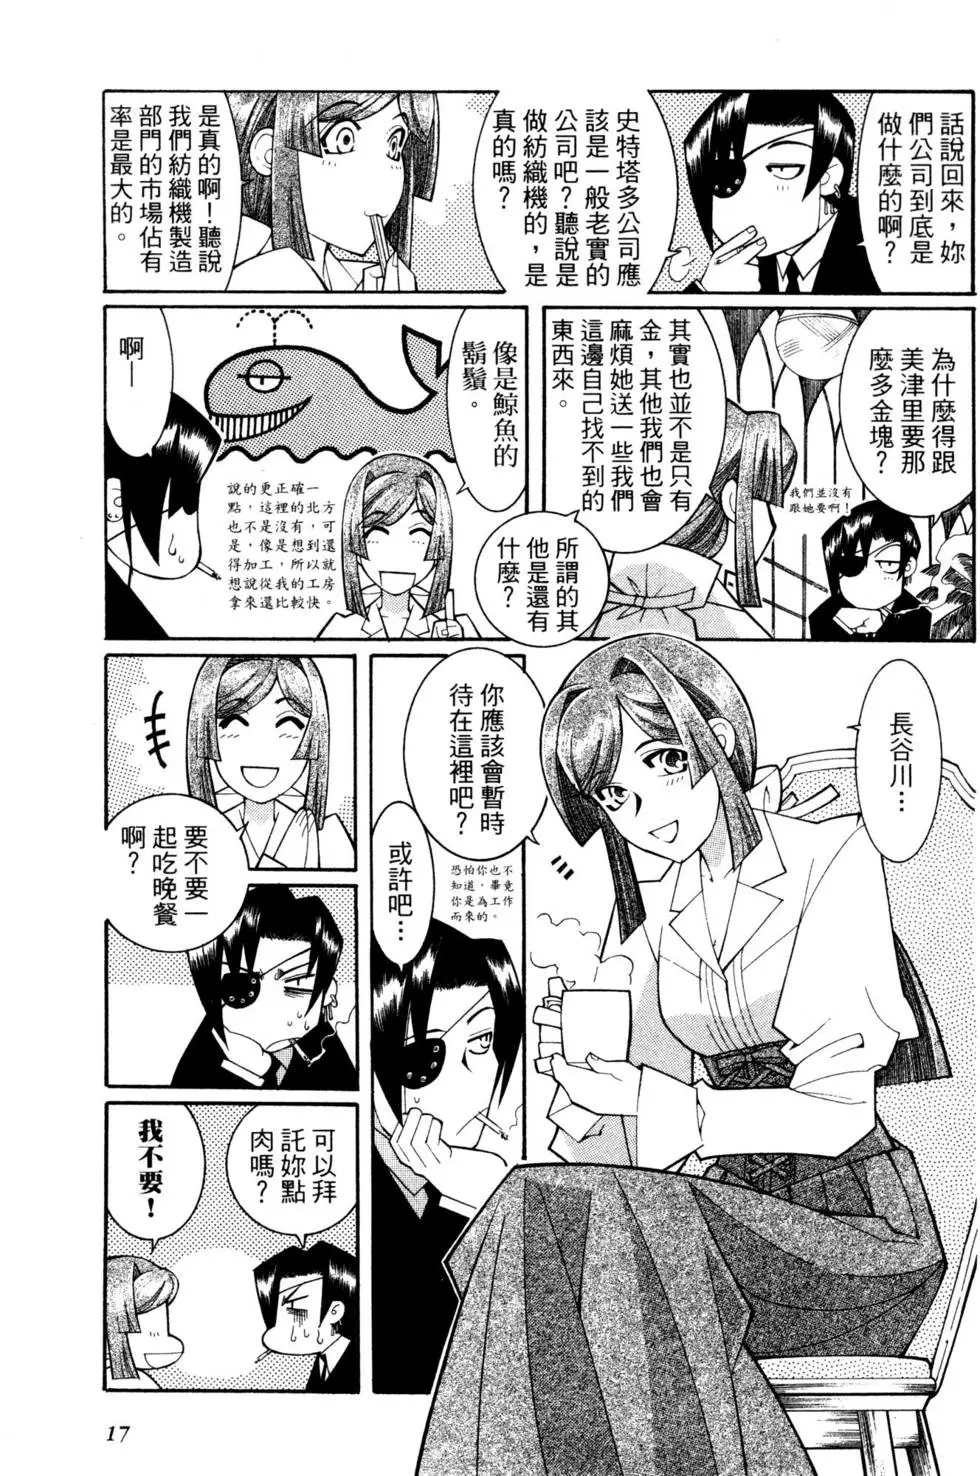 話說回來，妳
們公司到底是
做什麼的啊？
史特塔多公司應
該是一般老實的
公司吧？聽說是
做紡織機的，是
真的嗎？
是真的啊！聽說
我們紡織機製造
部門的市場佔有
率是最大的。
為什麼得跟
美津里要那
麼多金塊？
我們並沒有
跟她要啊！
其實也並不是只有
金，其他我們也會
麻煩她送一些我們
這邊自己找不到的
東西來。
所謂的其
他是還有
什麼？
像是鯨魚的
鬍鬚。
說的更正確一
點，這裡的北方
也不是沒有，可
是，像是想到還
得加工，所以就
想說從我的工房
拿來還比較快。
啊—
長谷川…
你應該會暫時
待在這裡吧？
恐怕你也不
知道，畢竟
你是為工作
而來的。
或許吧…
要不要一
起吃晚餐
啊？
可以拜
託妳點
肉嗎？
我不要！
17